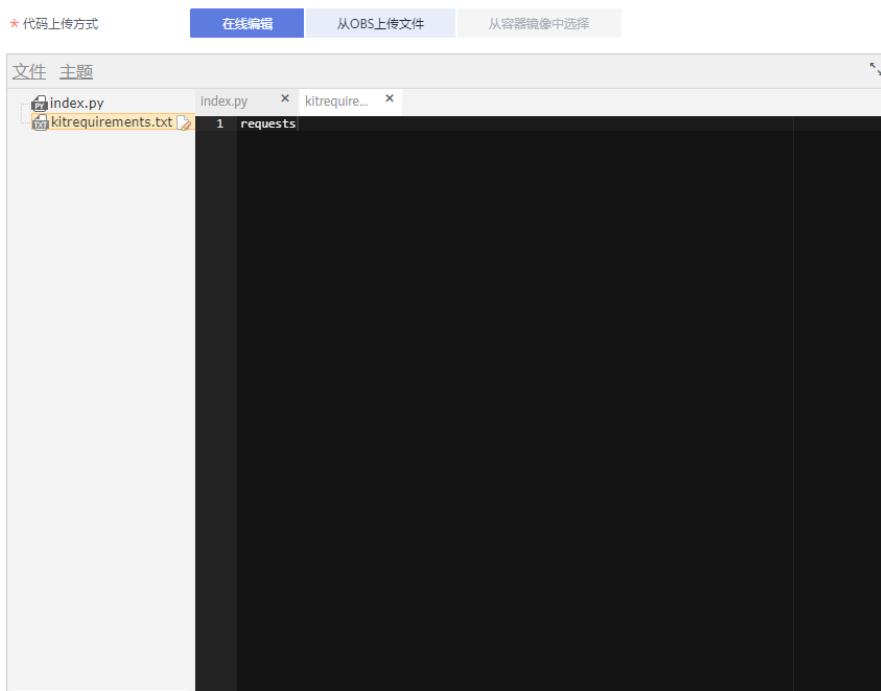 * 代码上传方式 在线编辑 从OBS上传文件 从容器镜像中选择
文件 主题
index.py
kitrequirements.txt
index.py × kitrequire... ×
1 requests